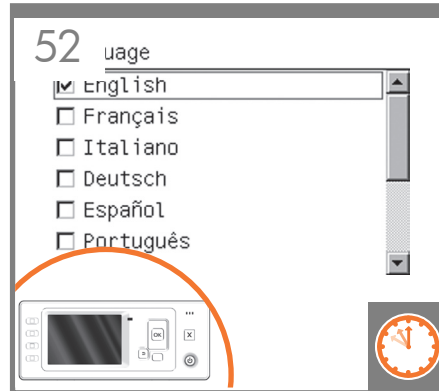 52
uage
English
Français
Italiano
Deutsch
Español
Português
OK
X